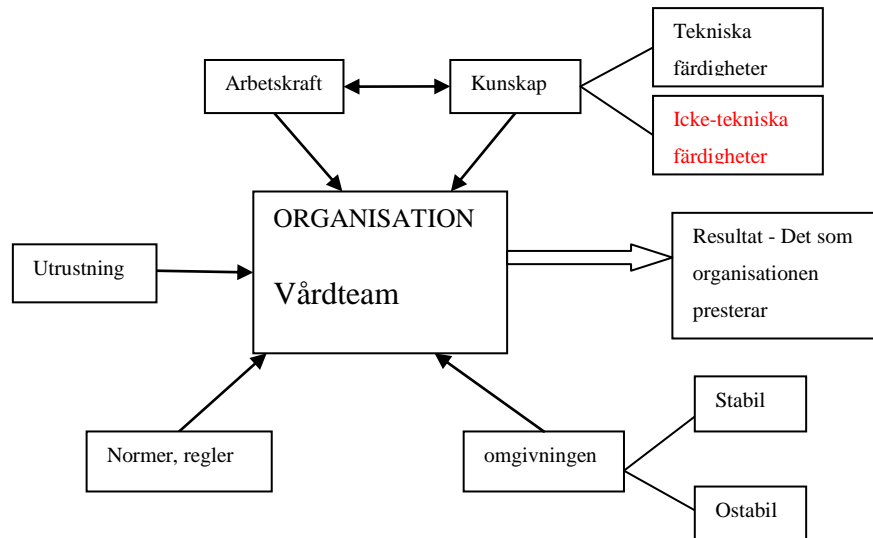 Tekniska
färdigheter
Arbetskraft
Kunskap
Icke-tekniska
färdigheter
ORGANISATION
Vårdteam
Utrustning
Resultat - Det som
organisationen
presterar
Stabil
Normer, regler
omgivningen
Ostabil